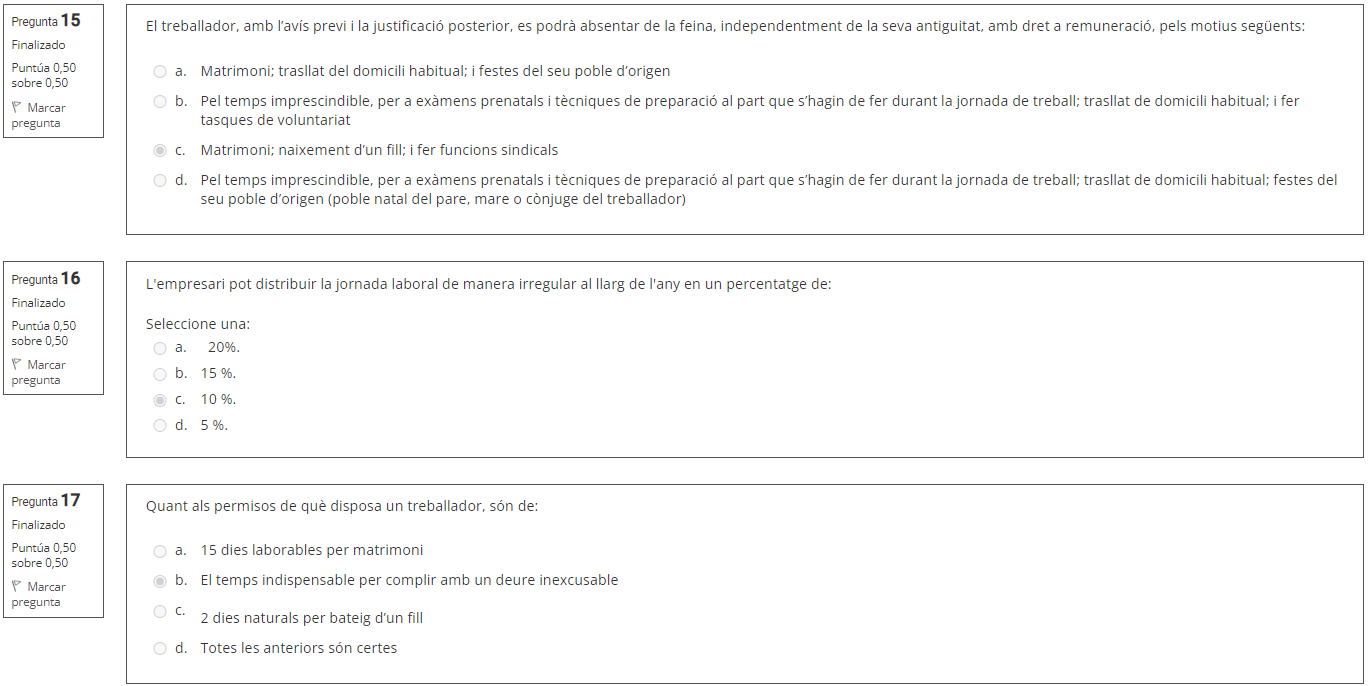 Pregunta 15
Finalizado
Puntúa 0,50
sobre 0,50
Marcar
pregunta
El treballador, amb l’avís previ i la justificació posterior, es podrà absentar de la feina, independentment de la seva antiguitat, amb dret a remuneració, pels motius següents:
a. Matrimoni; trasllat del domicili habitual; i festes del seu poble d’origen
b. Pel temps imprescindible, per a exàmens prenatals i tècniques de preparació al part que s’hagin de fer durant la jornada de treball; trasllat de domicili habitual; i fer
tasques de voluntariat
c. Matrimoni; naixement d’un fill; i fer funcions sindicals
d. Pel temps imprescindible, per a exàmens prenatals i tècniques de preparació al part que s’hagin de fer durant la jornada de treball; trasllat de domicili habitual; festes del
seu poble d’origen (poble natal del pare, mare o cònjuge del treballador)
Pregunta 16
Finalizado
Puntúa 0,50
sobre 0,50
Marcar
pregunta
L'empresari pot distribuir la jornada laboral de manera irregular al llarg de l'any en un percentatge de:
Seleccione una:
a. 20%.
b. 15 %.
c. 10 %.
d. 5 %.
Pregunta 17
Finalizado
Puntúa 0,50
sobre 0,50
Marcar
pregunta
Quant als permisos de què disposa un treballador, són de:
a. 15 dies laborables per matrimoni
b. El temps indispensable per complir amb un deure inexcusable
c. 2 dies naturals per bateig d’un fill
d. Totes les anteriors són certes